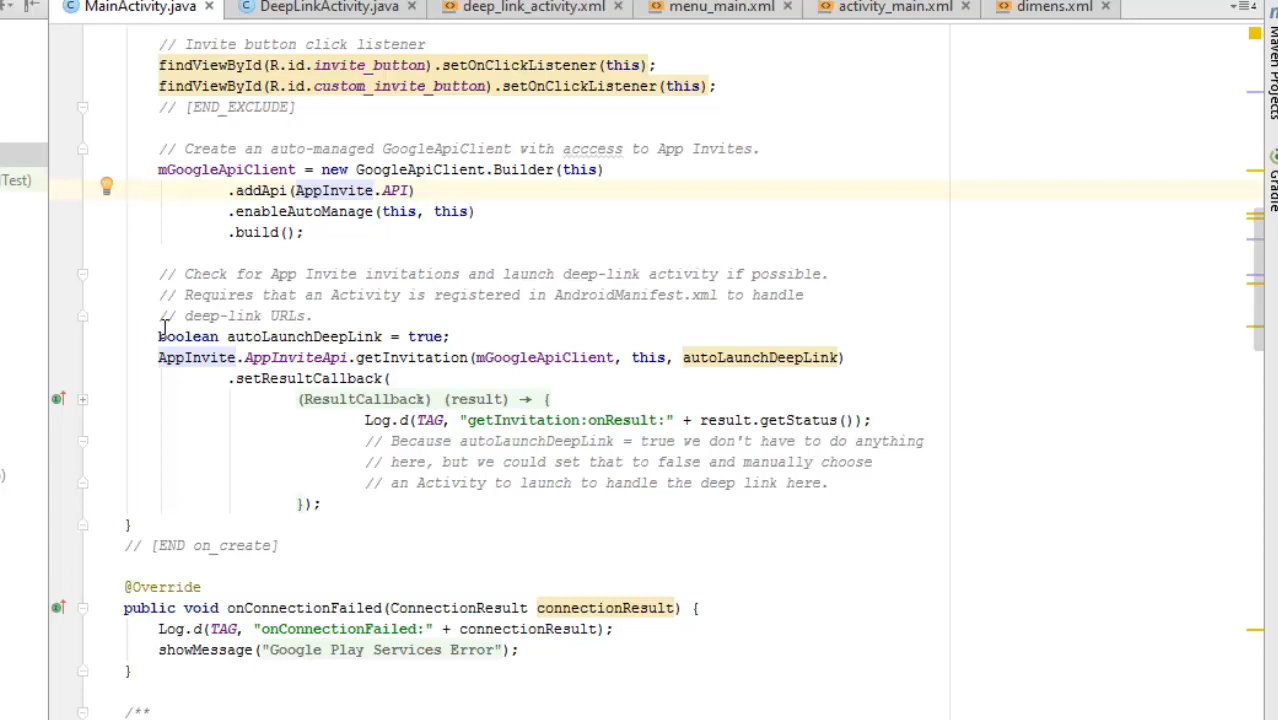 MainActivity.java DeepLinkActivity.java deep_link_activity.xml menu_main.xml activity_main.xml dimens.xml
// Invite button click listener
findViewById(R.id.invite_button).setOnClickListener(this);
findViewById(R.id.custom_invite_button).setOnClickListener(this);
// [END_EXCLUDE]
// Create an auto-managed GoogleApiClient with acccess to App Invites.
mGoogleApiClient = new GoogleApiClient.Builder(this)
.addApi(AppInvite.API)
.enableAutoManage(this, this)
.build();
// Check for App Invite invitations and launch deep-link activity if possible.
// Requires that an Activity is registered in AndroidManifest.xml to handle
// deep-link URLs.
boolean autoLaunchDeepLink = true;
AppInvite.AppInviteApi.getInvitation(mGoogleApiClient, this, autoLaunchDeepLink)
.setResultCallback(
(ResultCallback) (result) → {
Log.d(TAG, "getInvitation:onResult:" + result.getStatus());
// Because autoLaunchDeepLink = true we don't have to do anything
// here, but we could set that to false and manually choose
// an Activity to launch to handle the deep link here.
});
}
// [END on_create]
@Override
public void onConnectionFailed(ConnectionResult connectionResult) {
Log.d(TAG, "onConnectionFailed:" + connectionResult);
showMessage("Google Play Services Error");
}
/**
Test)
Maven Projects
Gradle